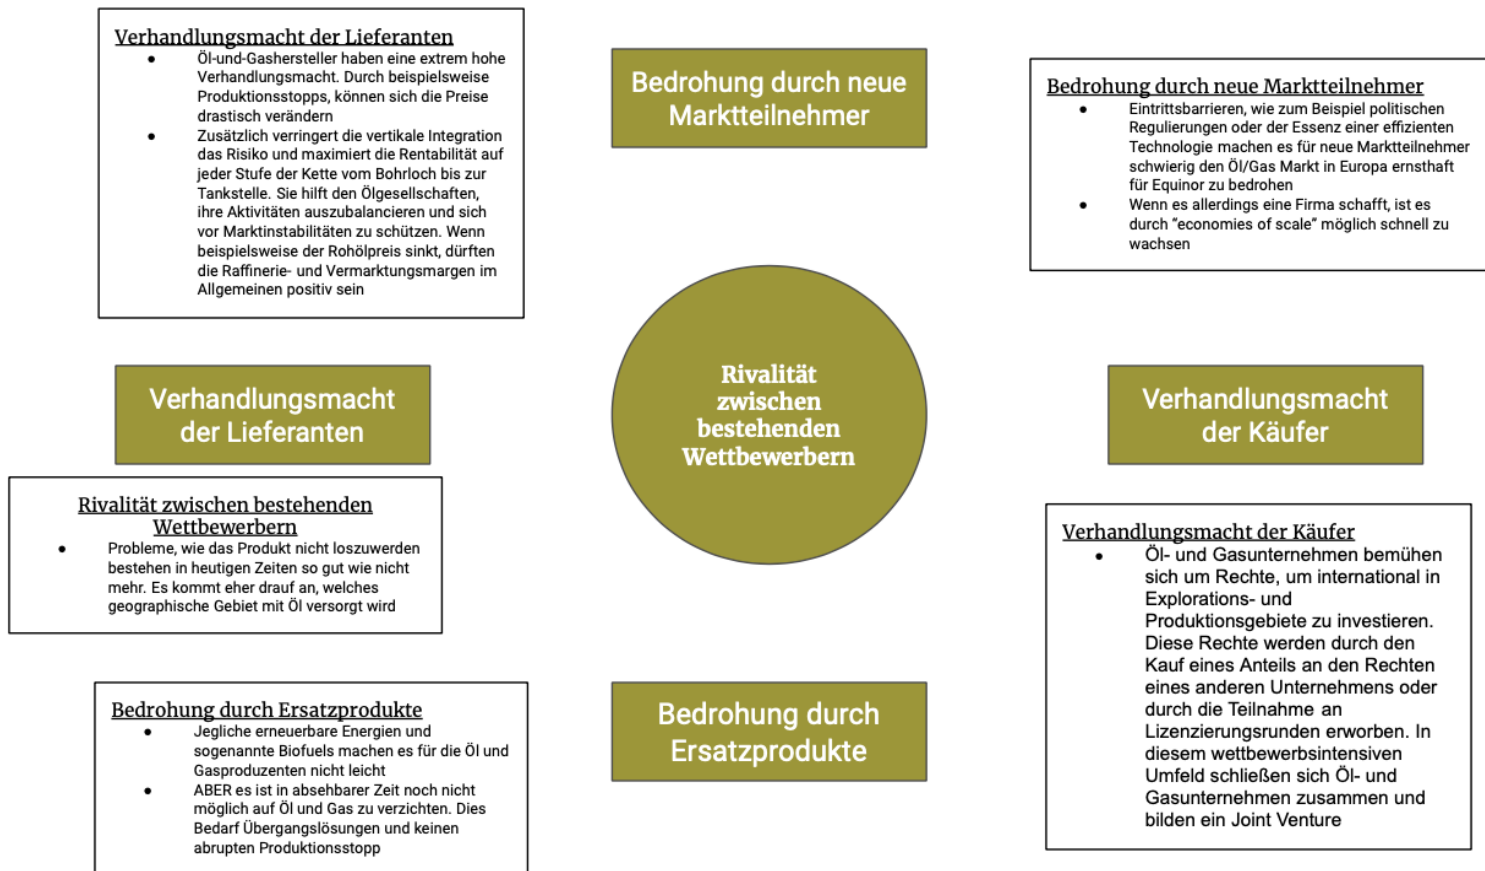 Verhandlungsmacht der Lieferanten
● Öl-und-Gashersteller haben eine extrem hohe
Verhandlungsmacht. Durch beispielsweise
Produktionsstopps, können sich die Preise
drastisch verändern
● Zusätzlich verringert die vertikale Integration
das Risiko und maximiert die Rentabilität auf
jeder Stufe der Kette vom Bohrloch bis zur
Tankstelle. Sie hilft den Ölgesellschaften,
ihre Aktivitäten auszubalancieren und sich
vor Marktinstabilitäten zu schützen. Wenn
beispielsweise der Rohölpreis sinkt, dürften
die Raffinerie- und Vermarktungsmargen im
Allgemeinen positiv sein
Bedrohung durch neue
Marktteilnehmer
Bedrohung durch neue Marktteilnehmer
● Eintrittsbarrieren, wie zum Beispiel politischen
Regulierungen oder der Essenz einer effizienten
Technologie machen es für neue Marktteilnehmer
schwierig den Öl/Gas Markt in Europa ernsthaft
für Equinor zu bedrohen
● Wenn es allerdings eine Firma schafft, ist es
durch “economies of scale” möglich schnell zu
wachsen
Verhandlungsmacht
der Lieferanten
Rivalität
zwischen
bestehenden
Wettbewerbern
Verhandlungsmacht
der Käufer
Rivalität zwischen bestehenden
Wettbewerbern
● Probleme, wie das Produkt nicht loszuwerden
bestehen in heutigen Zeiten so gut wie nicht
mehr. Es kommt eher drauf an, welches
geographische Gebiet mit Öl versorgt wird
Verhandlungsmacht der Käufer
● Öl- und Gasunternehmen bemühen
sich um Rechte, um international in
Explorations- und
Produktionsgebiete zu investieren.
Diese Rechte werden durch den
Kauf eines Anteils an den Rechten
eines anderen Unternehmens oder
durch die Teilnahme an
Lizenzierungsrunden erworben. In
diesem wettbewerbsintensiven
Umfeld schließen sich Öl- und
Gasunternehmen zusammen und
bilden ein Joint Venture
Bedrohung durch Ersatzprodukte
● Jegliche erneuerbare Energien und
sogenannte Biofuels machen es für die Öl und
Gasproduzenten nicht leicht
● ABER es ist in absehbarer Zeit noch nicht
möglich auf Öl und Gas zu verzichten. Dies
Bedarf Übergangslösungen und keinen
abrupten Produktionsstopp
Bedrohung durch
Ersatzprodukte